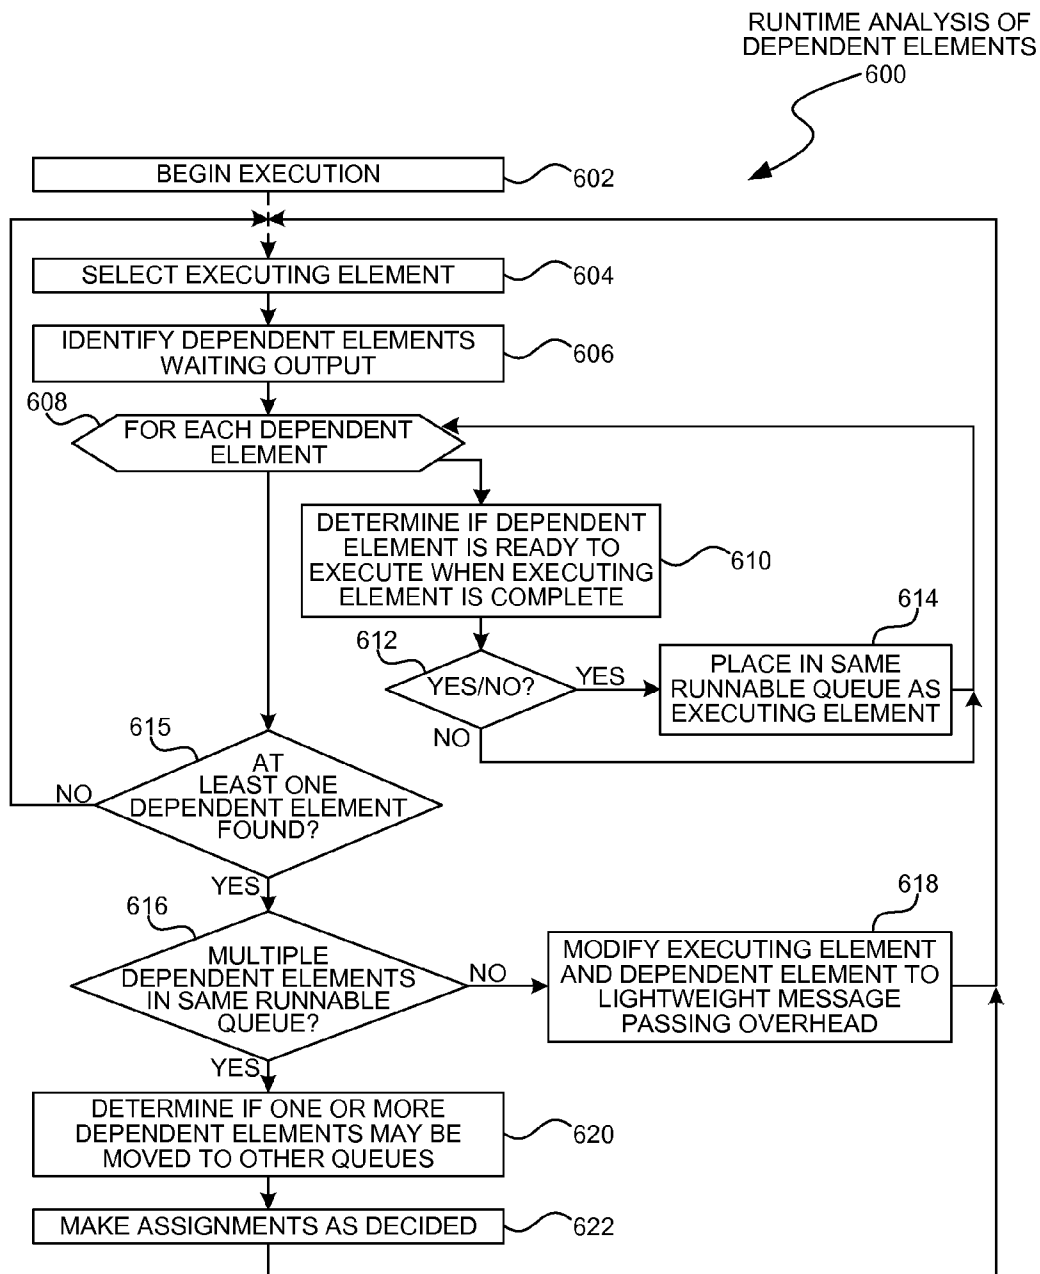 RUNTIME ANALYSIS OF
DEPENDENT ELEMENTS
600
BEGIN EXECUTION
602
SELECT EXECUTING ELEMENT
604
IDENTIFY DEPENDENT ELEMENTS
WAITING OUTPUT
606
608
FOR EACH DEPENDENT
ELEMENT
DETERMINE IF DEPENDENT
ELEMENT IS READY TO
EXECUTE WHEN EXECUTING
ELEMENT IS COMPLETE
610
612
YES/NO?
YES
NO
614
PLACE IN SAME
RUNNABLE QUEUE AS
EXECUTING ELEMENT
615
AT
LEAST ONE
DEPENDENT ELEMENT
FOUND?
NO
YES
616
MULTIPLE
DEPENDENT ELEMENTS
IN SAME RUNNABLE
QUEUE?
NO
YES
618
MODIFY EXECUTING ELEMENT
AND DEPENDENT ELEMENT TO
LIGHTWEIGHT MESSAGE
PASSING OVERHEAD
DETERMINE IF ONE OR MORE
DEPENDENT ELEMENTS MAY BE
MOVED TO OTHER QUEUES
620
MAKE ASSIGNMENTS AS DECIDED
622